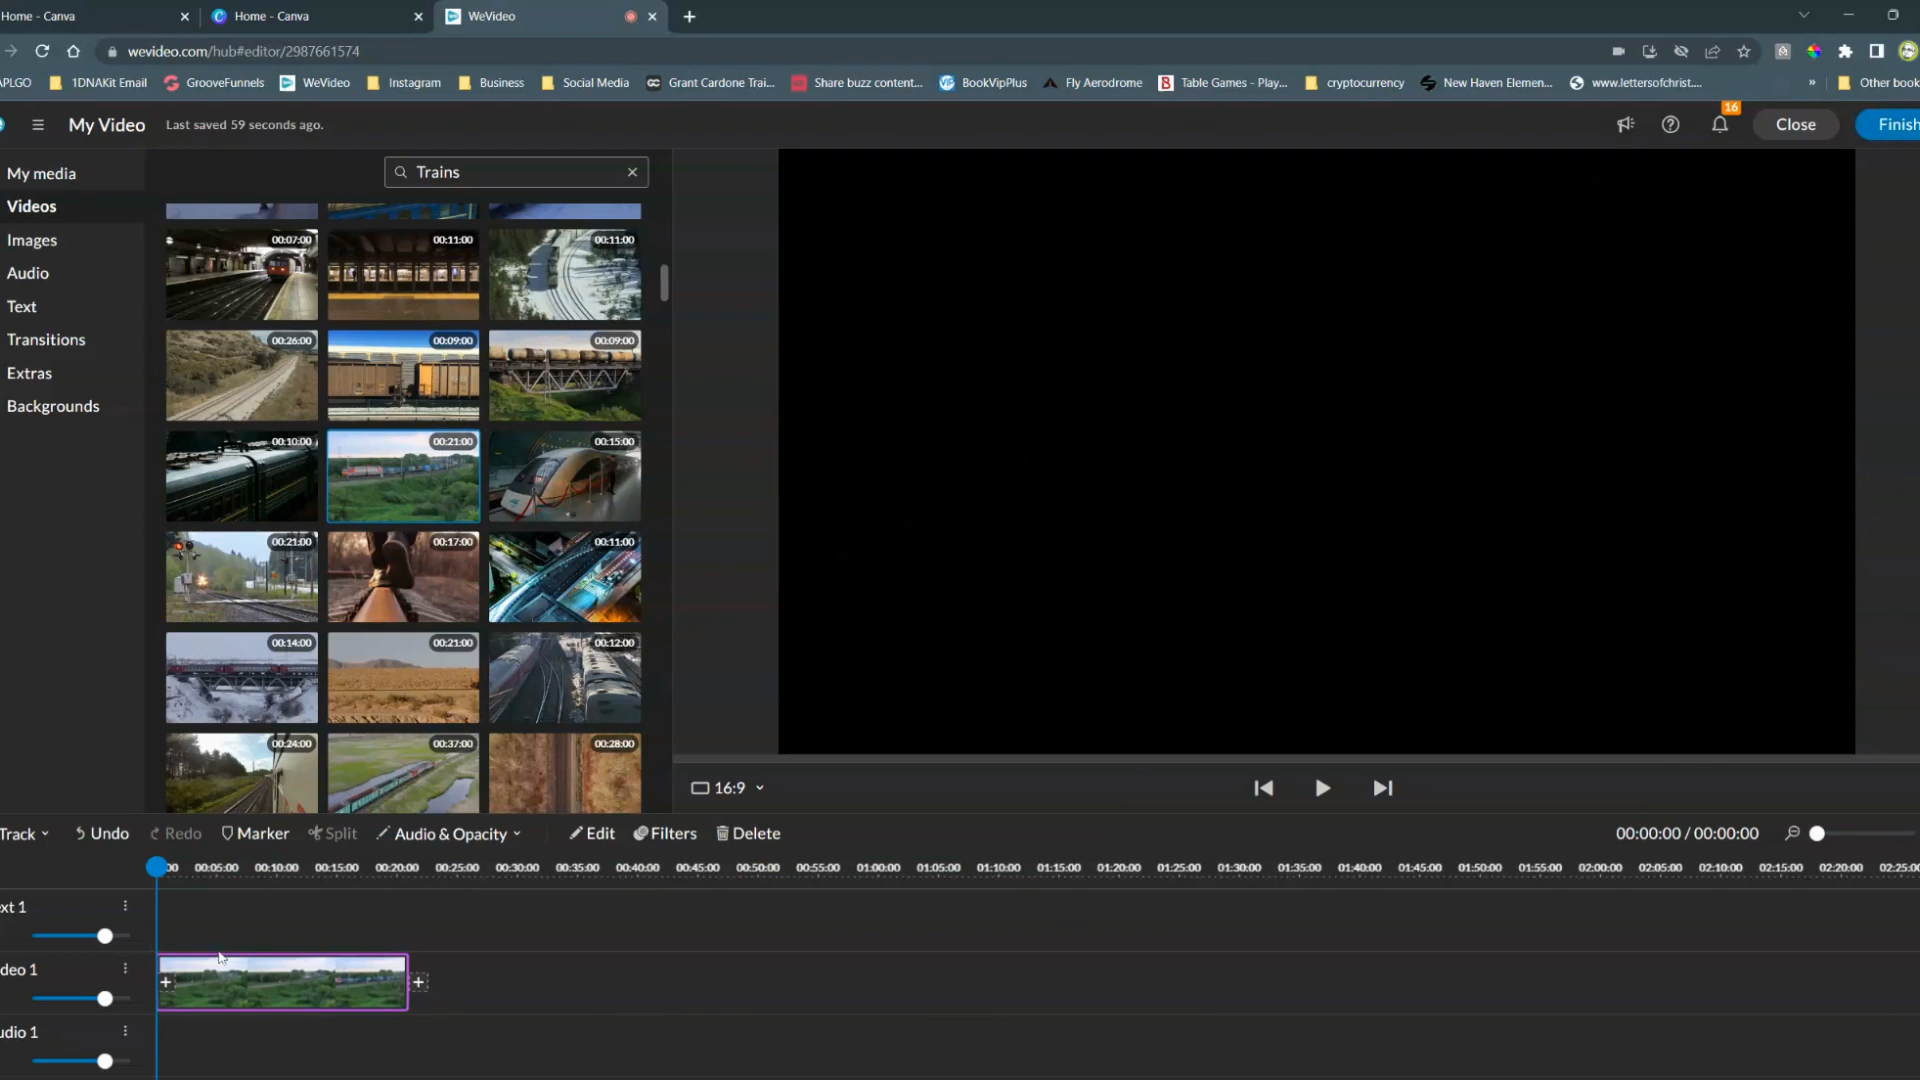 Home - Canva
Home - Canva
WeVideo
wevideo.com/hub#editor/2987661574
APLGO
1DNAKit Email
GrooveFunnels
WeVideo
Instagram
Business
Social Media
Grant Cardone Trai...
Share buzz content...
BookVipPlus
Fly Aerodrome
Table Games - Play...
cryptocurrency
New Haven Elemen...
www.lettersofchrist....
»
Other book
My Video
Last saved 59 seconds ago.
16
Close
Finish
My media
Videos
Images
Audio
Text
Transitions
Extras
Backgrounds
Trains
00:07:00 00:11:00 00:11:00
00:26:00 00:09:00 00:09:00
00:10:00 00:21:00 00:15:00
00:21:00 00:17:00 00:11:00
00:14:00 00:21:00 00:12:00
00:24:00 00:37:00 00:28:00
16:9
Track
Undo
Redo
Marker
Split
Audio & Opacity
Edit
Filters
Delete
00:00:00 / 00:00:00
00 00:05:00 00:10:00 00:15:00 00:20:00 00:25:00 00:30:00 00:35:00 00:40:00 00:45:00 00:50:00 00:55:00 01:00:00 01:05:00 01:10:00 01:15:00 01:20:00 01:25:00 01:30:00 01:35:00 01:40:00 01:45:00 01:50:00 01:55:00 02:00:00 02:05:00 02:10:00 02:15:00 02:20:00 02:25:00
ext 1
deo 1
udio 1